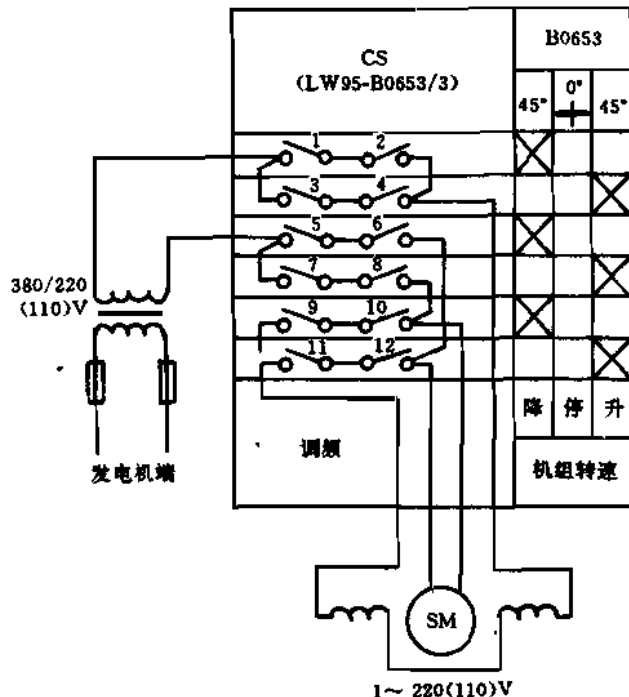 CS
(LW95-B0653/3)
B0653
45° 0° 45°
1 2
3 4
5 6
7 8
9 10
11 12
380/220
(110)V
发电机端
调频
降 停 升
机组转速
SM
1~ 220(110)V